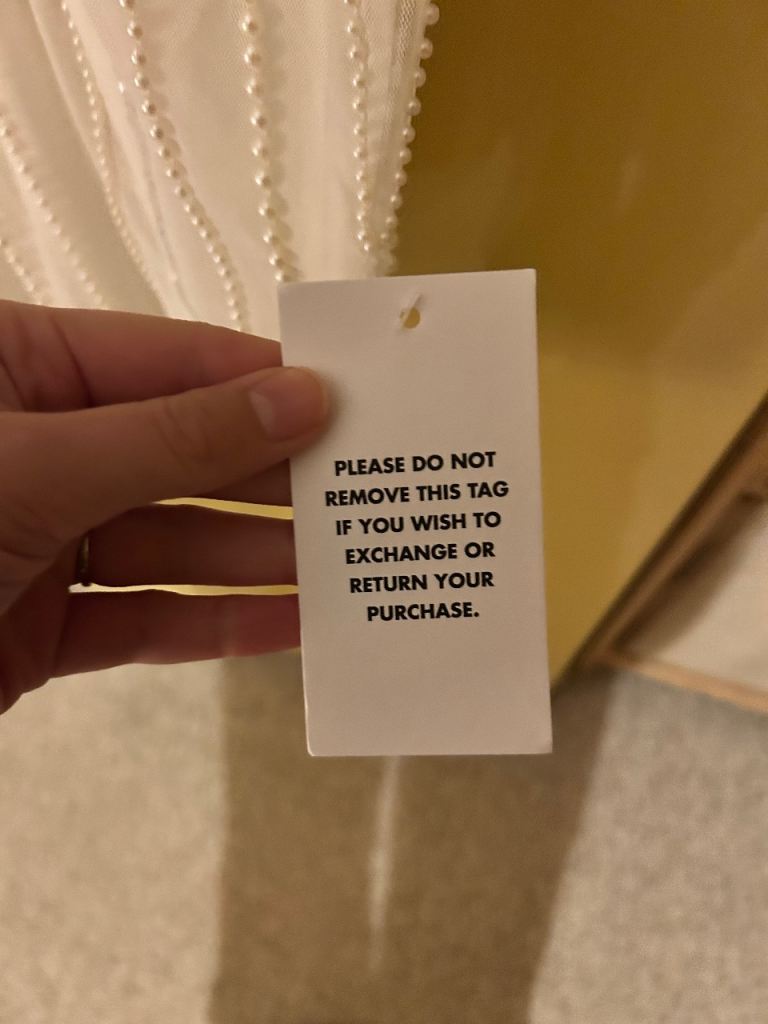 PLEASE DO NOT
REMOVE THIS TAG
IF YOU WISH TO
EXCHANGE OR
RETURN YOUR
PURCHASE.